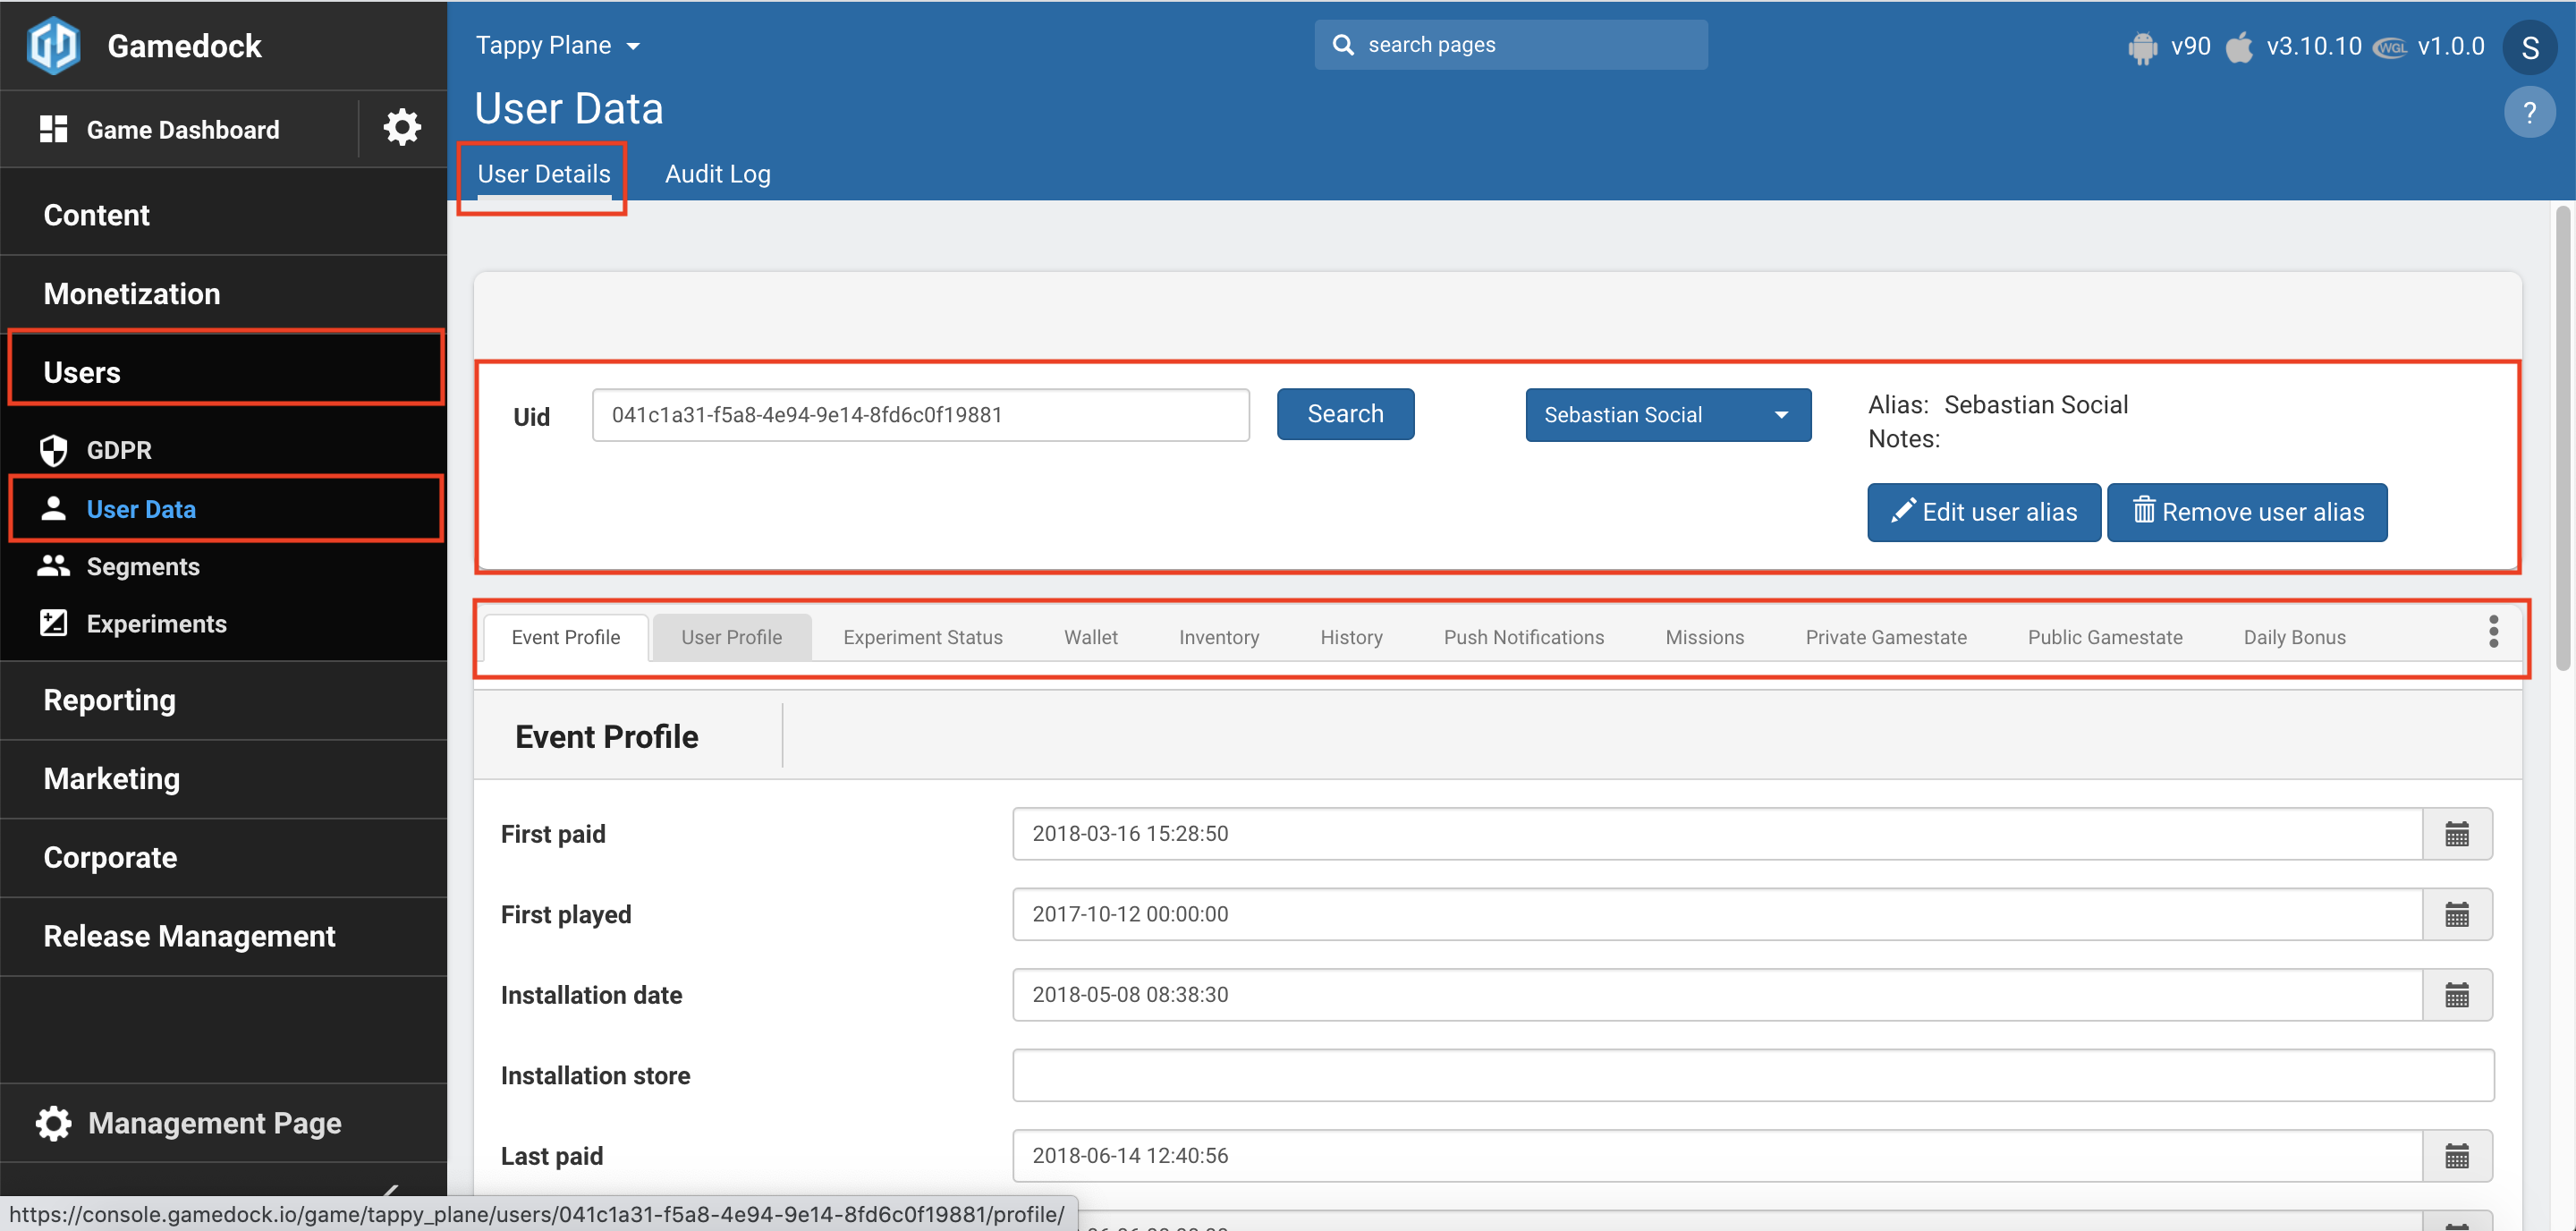 Gamedock
Game Dashboard
Content
Monetization
Users
GDPR
User Data
Segments
Experiments
Reporting
Marketing
Corporate
Release Management
Management Page
Tappy Plane
search pages
v90 v3.10.10 WGL v1.0.0 S
?
User Data
User Details Audit Log
Uid 041c1a31-f5a8-4e94-9e14-8fd6c0f19881 Search Sebastian Social
Alias: Sebastian Social
Notes:
Edit user alias Remove user alias
Event Profile User Profile Experiment Status Wallet Inventory History Push Notifications Missions Private Gamestate Public Gamestate Daily Bonus
Event Profile
First paid 2018-03-16 15:28:50
First played 2017-10-12 00:00:00
Installation date 2018-05-08 08:38:30
Installation store
Last paid 2018-06-14 12:40:56
https://console.gamedock.io/game/tappy_plane/users/041c1a31-f5a8-4e94-9e14-8fd6c0f19881/profile/